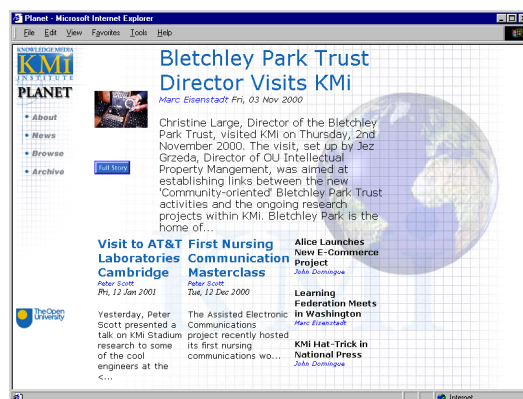 Planet - Microsoft Internet Explorer
File Edit View Favorites Tools Help
KNOWLEDGE MEDIA
KMi
INSTITUTE
PLANET
• About
• News
• Browse
• Archive
The Open
University
Bletchley Park Trust
Director Visits KMi
Marc Eisenstadt Fri, 03 Nov 2000
Christine Large, Director of the Bletchley
Park Trust, visited KMi on Thursday, 2nd
November 2000. The visit, set up by Jez
Grzeda, Director of OU Intellectual
Property Mangement, was aimed at
establishing links between the new
'Community-oriented' Bletchley Park Trust
activities and the ongoing research
projects within KMi. Bletchley Park is the
home of...
Full Story
Visit to AT&T
Laboratories
Cambridge
Peter Scott
Fri, 12 Jan 2001
Yesterday, Peter
Scott presented a
talk on KMi Stadium
research to some
of the cool
engineers at the
<...
First Nursing
Communication
Masterclass
Peter Scott
Tue, 12 Dec 2000
The Assisted Electronic
Communications
project recently hosted
its first nursing
communications wo...
Alice Launches
New E-Commerce
Project
John Domingue
Learning
Federation Meets
in Washington
Marc Eisenstadt
KMi Hat-Trick in
National Press
John Domingue
Internet